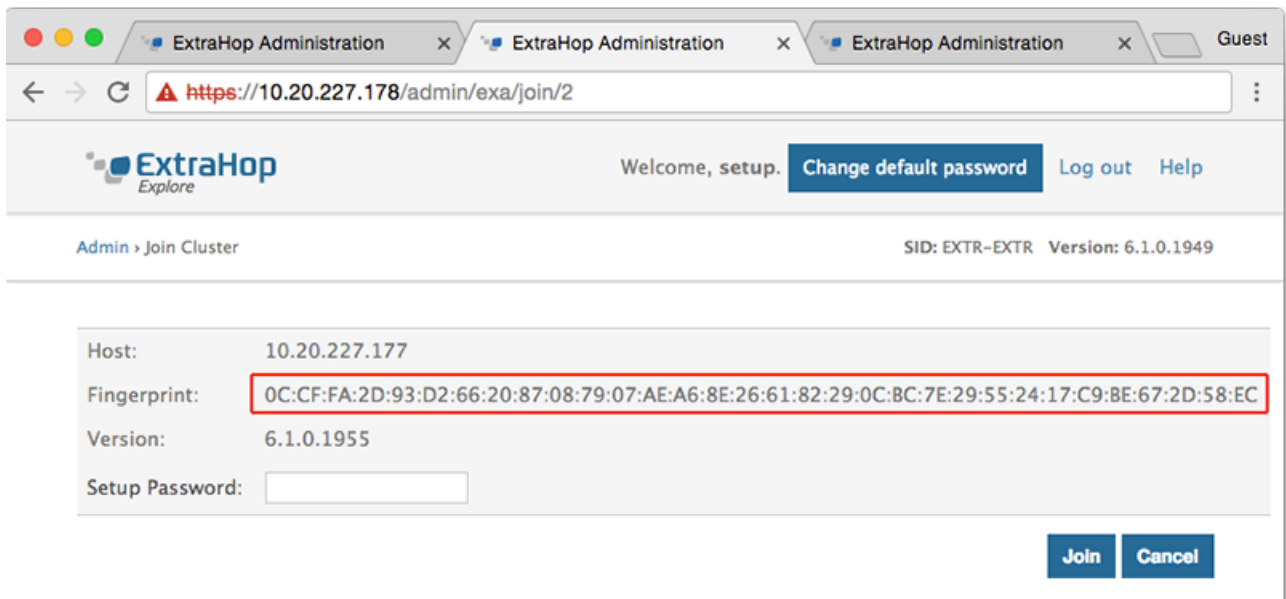 ExtraHop Administration ExtraHop Administration ExtraHop Administration Guest
https://10.20.227.178/admin/exa/join/2
ExtraHop
Explore
Welcome, setup. Change default password Log out Help
Admin › Join Cluster SID: EXTR-EXTR Version: 6.1.0.1949
Host: 10.20.227.177
Fingerprint: 0C:CF:FA:2D:93:D2:66:20:87:08:79:07:AE:A6:8E:26:61:82:29:0C:BC:7E:29:55:24:17:C9:BE:67:2D:58:EC
Version: 6.1.0.1955
Setup Password:
Join Cancel